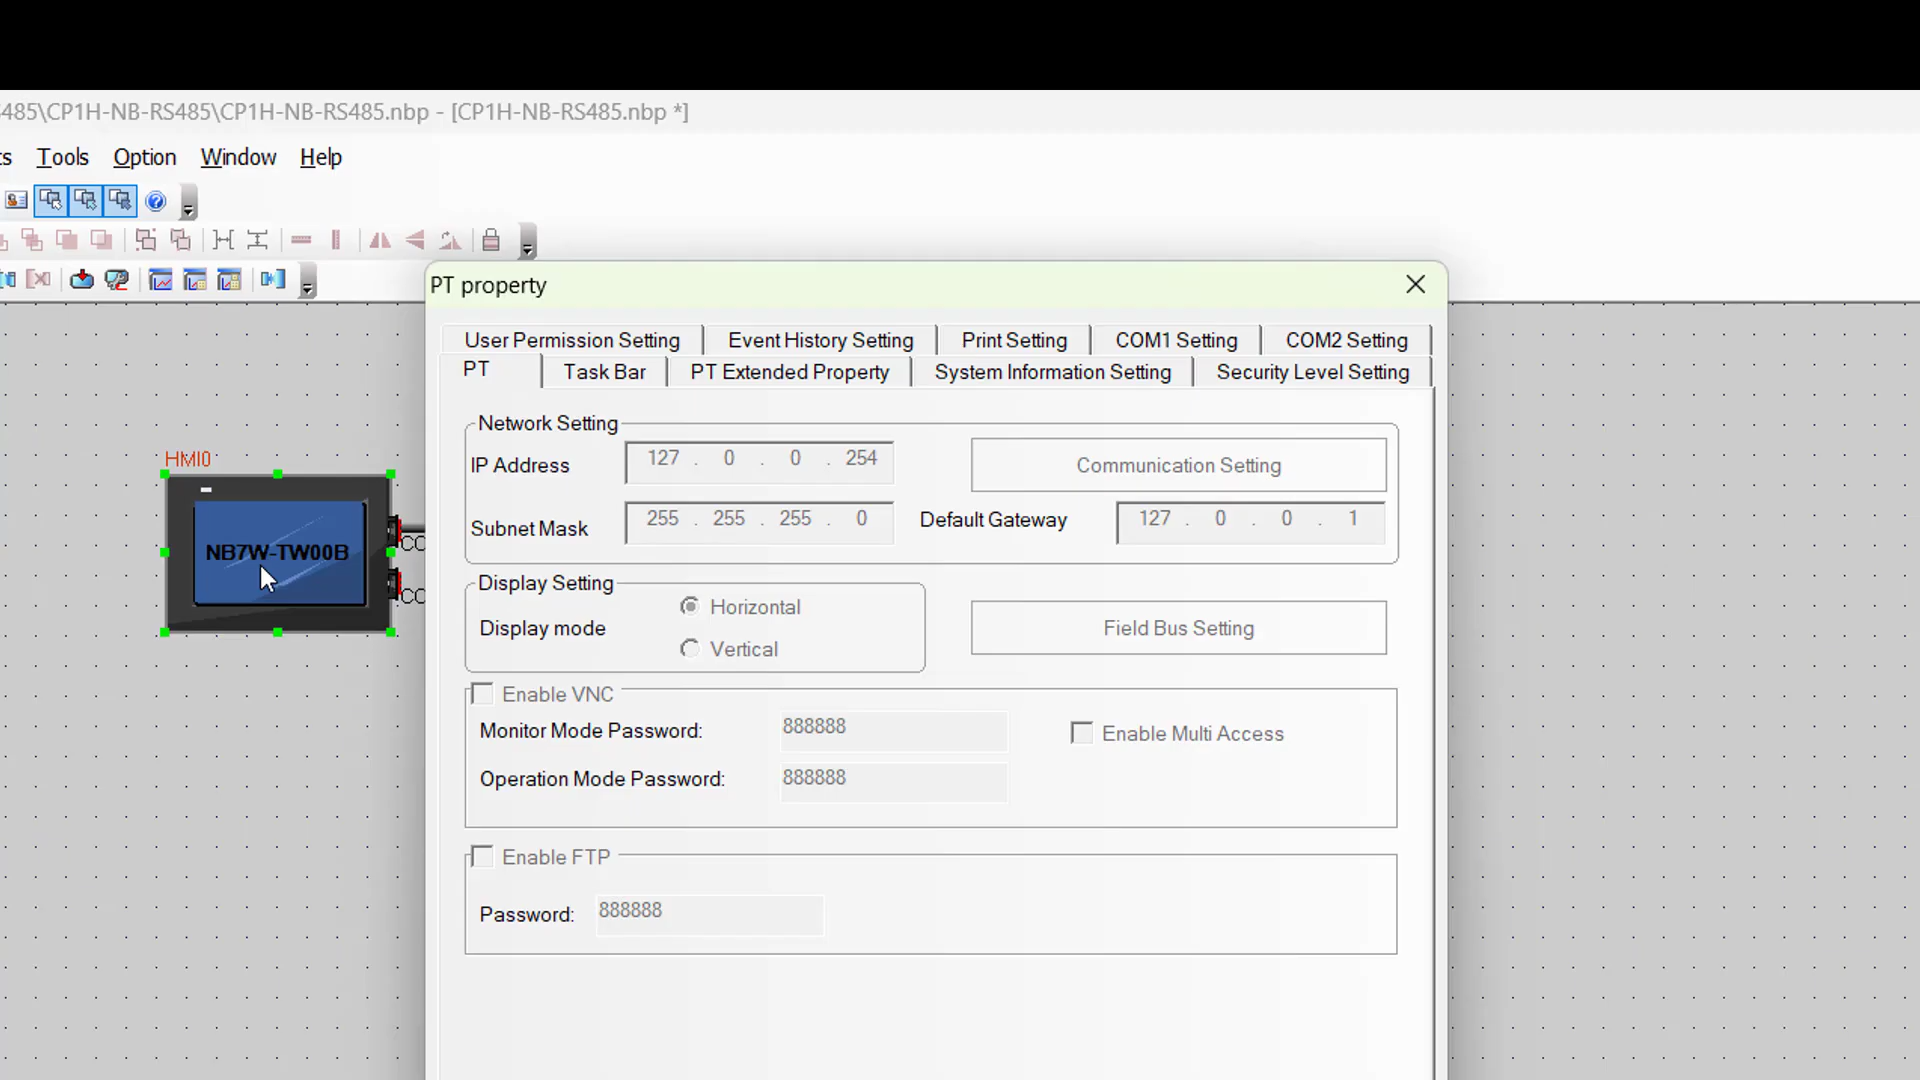 485\CP1H-NB-RS485\CP1H-NB-RS485.nbp - [CP1H-NB-RS485.nbp *]
ts Tools Option Window Help
PT property
User Permission Setting Event History Setting Print Setting COM1 Setting COM2 Setting
PT Task Bar PT Extended Property System Information Setting Security Level Setting
Network Setting
IP Address 127 . 0 . 0 . 254 Communication Setting
Subnet Mask 255 . 255 . 255 . 0 Default Gateway 127 . 0 . 0 . 1
HMI0
NB7W-TW00B
CO
CO
Display Setting
Display mode Horizontal
Vertical
Field Bus Setting
Enable VNC
Monitor Mode Password: 888888 Enable Multi Access
Operation Mode Password: 888888
Enable FTP
Password: 888888